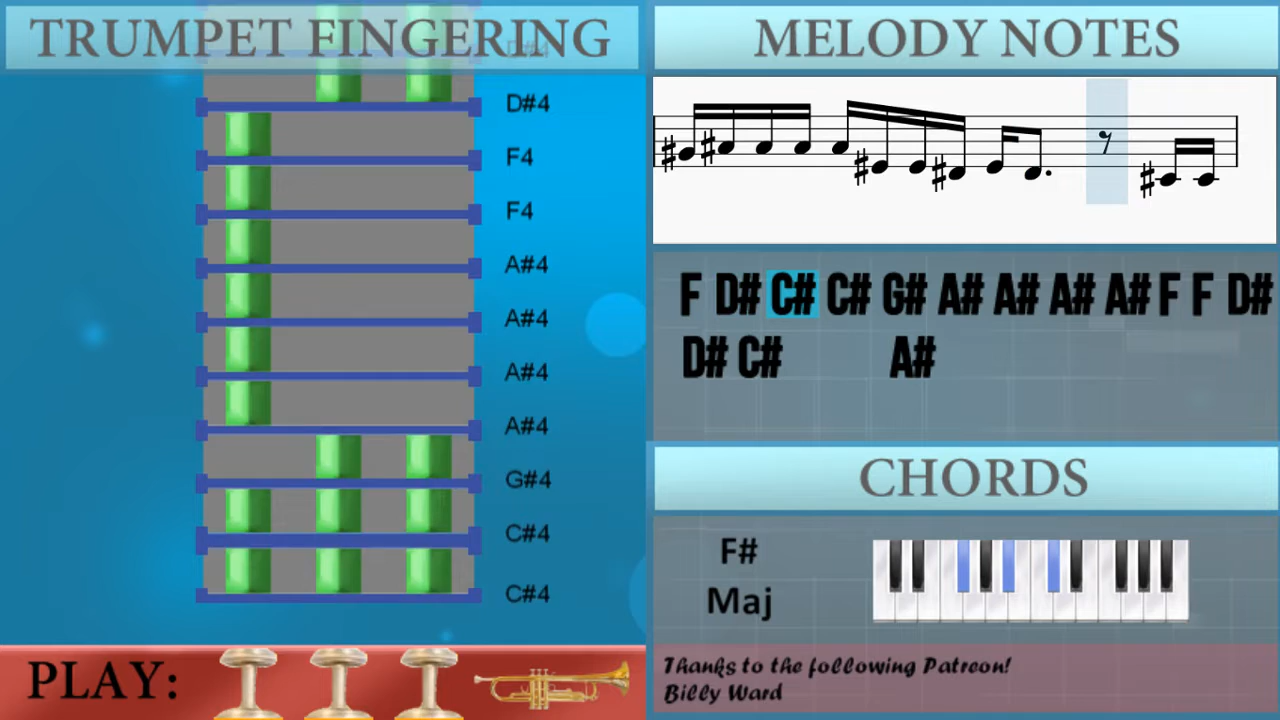 TRUMPET FINGERING
D#4
D#4
F4
F4
A#4
A#4
A#4
A#4
G#4
C#4
C#4
PLAY:
MELODY NOTES
F D# C# C# G# A# A# A# A# F F D#
D# C# A#
CHORDS
F#
Maj
Thanks to the following Patreon!
Billy Ward